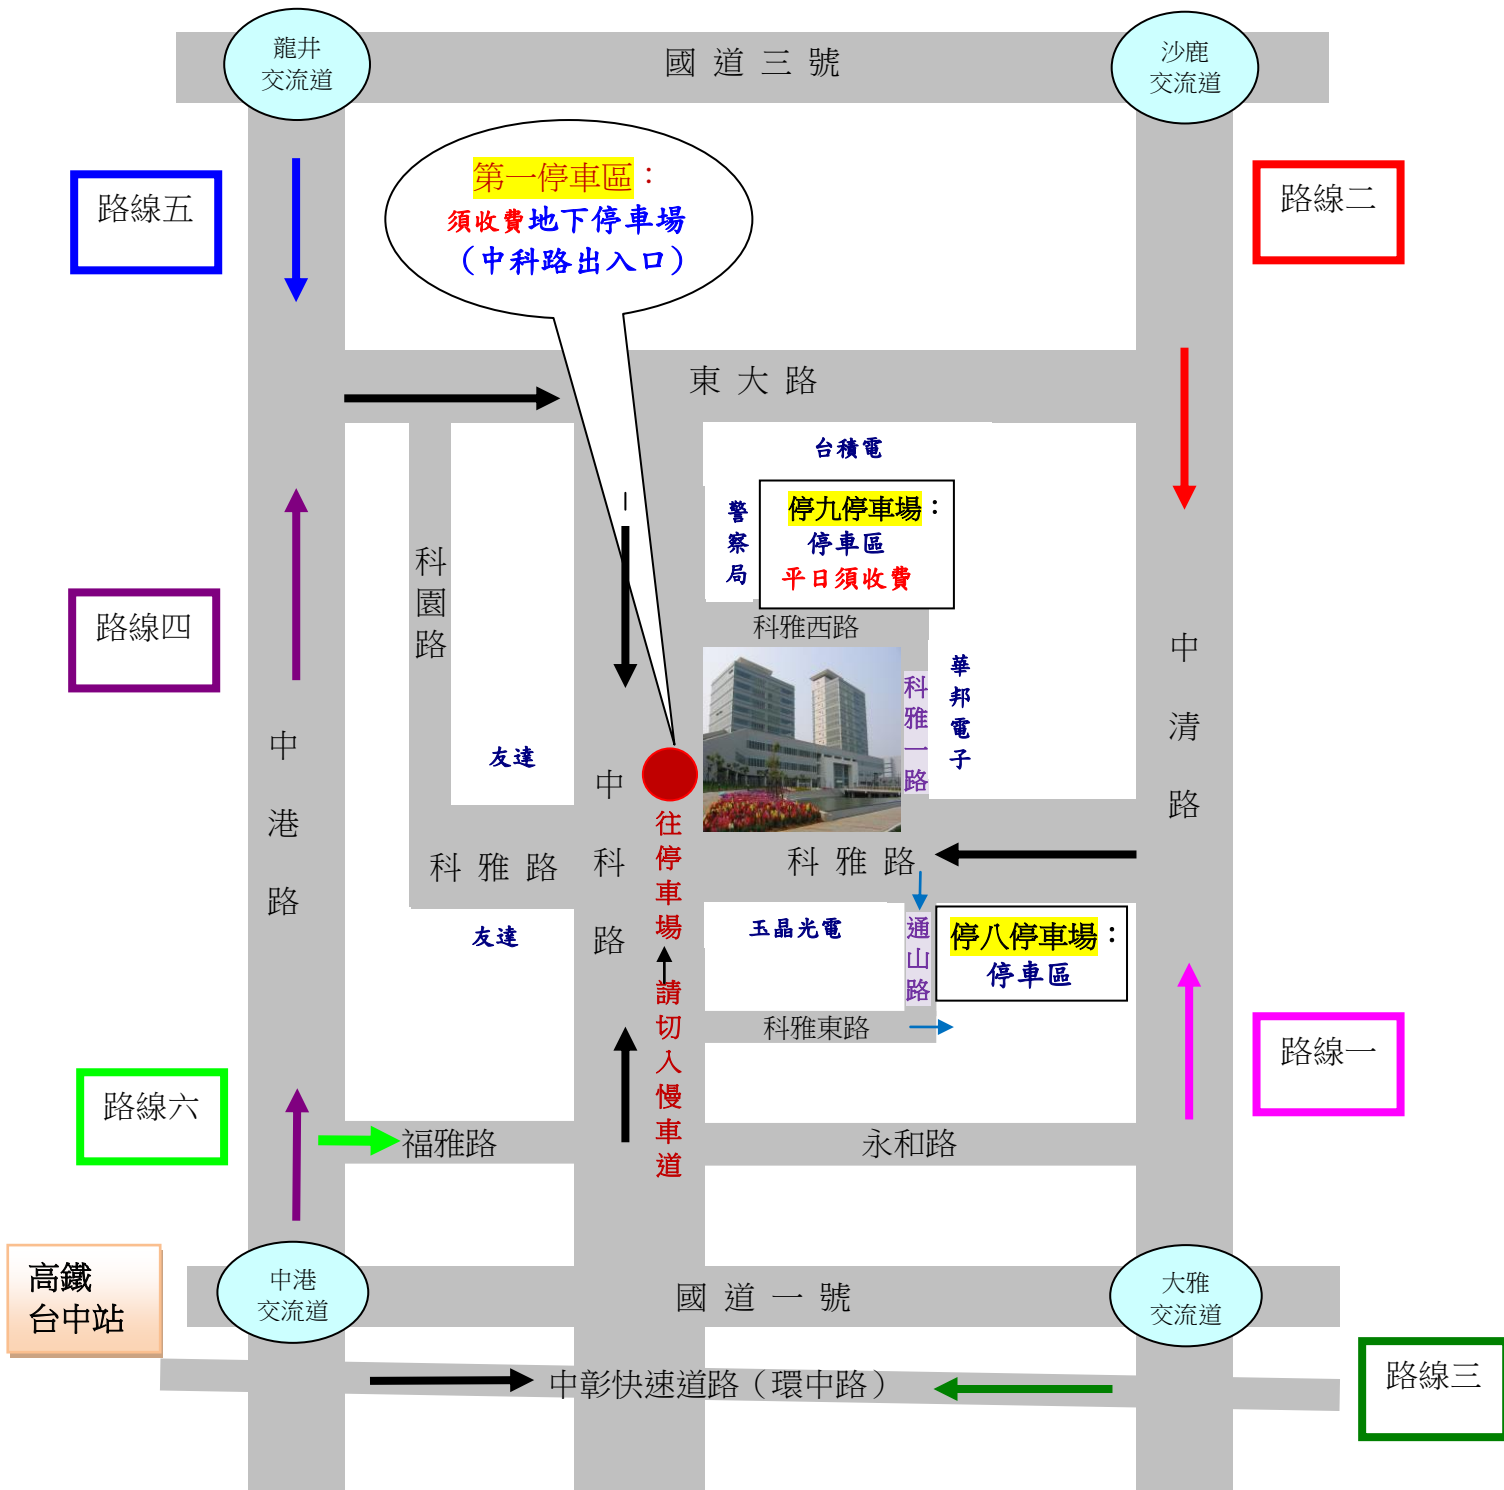 龍井
交流道
國道三號
沙鹿
交流道
第一停車區：
須收費地下停車場
（中科路出入口）
路線五
路線二
東大路
台積電
警察局
停九停車場：
停車區
平日須收費
科園路
科雅西路
路線四
科雅一路
華邦電子
中清路
中港路
友達
中科路
往停車場 請切入慢車道
科雅路
科雅路
友達
玉晶光電
通山路
停八停車場：
停車區
科雅東路
路線一
路線六
福雅路
永和路
高鐵
台中站
中港
交流道
國道一號
大雅
交流道
中彰快速道路（環中路）
路線三